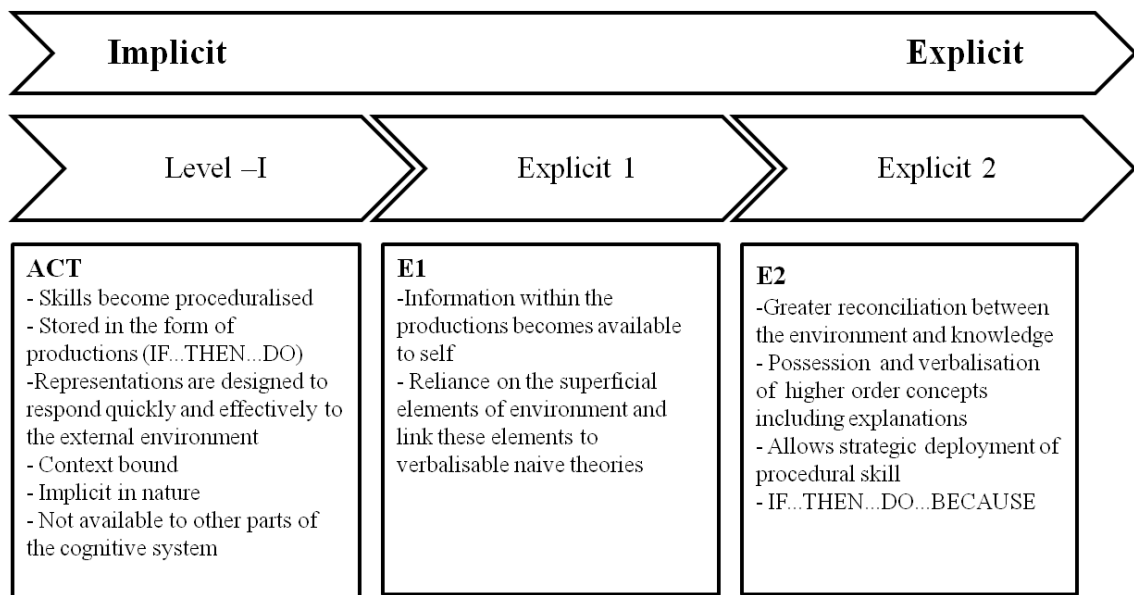 Implicit Explicit
Level –I Explicit 1 Explicit 2
ACT
- Skills become proceduralised
- Stored in the form of
productions (IF...THEN...DO)
-Representations are designed to
respond quickly and effectively to
the external environment
- Context bound
- Implicit in nature
- Not available to other parts of
the cognitive system
E1
-Information within the
productions becomes available
to self
- Reliance on the superficial
elements of environment and
link these elements to
verbalisable naive theories
E2
-Greater reconciliation between
the environment and knowledge
- Possession and verbalisation
of higher order concepts
including explanations
- Allows strategic deployment of
procedural skill
- IF...THEN...DO...BECAUSE